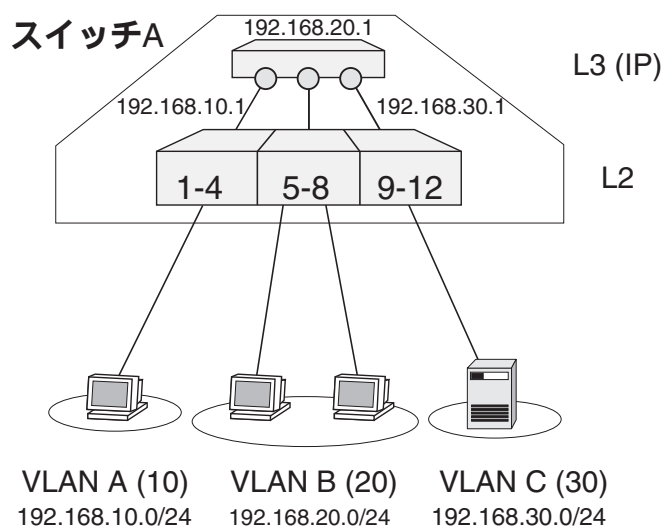 スイッチA
192.168.20.1
L3 (IP)
192.168.10.1
192.168.30.1
L2
1-4
5-8
9-12
VLAN A (10)
VLAN B (20)
VLAN C (30)
192.168.10.0/24
192.168.20.0/24
192.168.30.0/24